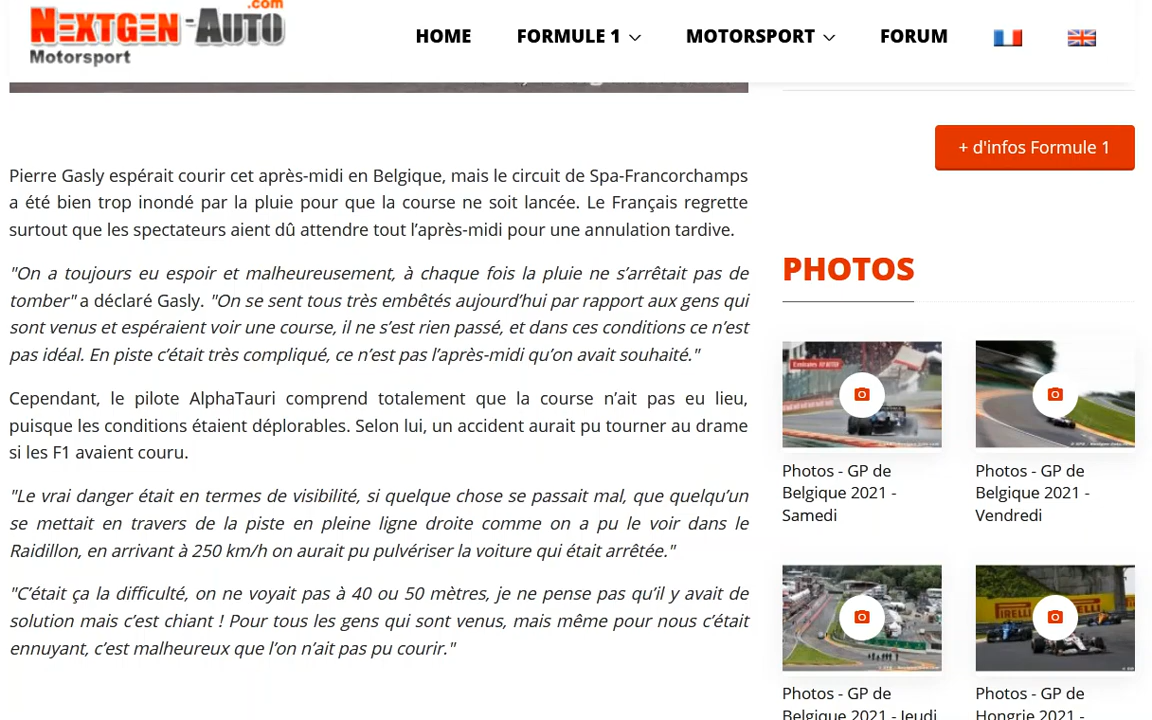 .com
NEXTGEN-AUTO
Motorsport
HOME
FORMULE 1
MOTORSPORT
FORUM
+ d'infos Formule 1
Pierre Gasly espérait courir cet après-midi en Belgique, mais le circuit de Spa-Francorchamps
a été bien trop inondé par la pluie pour que la course ne soit lancée. Le Français regrette
surtout que les spectateurs aient dû attendre tout l’après-midi pour une annulation tardive.
"On a toujours eu espoir et malheureusement, à chaque fois la pluie ne s’arrêtait pas de
tomber" a déclaré Gasly. "On se sent tous très embêtés aujourd’hui par rapport aux gens qui
sont venus et espéraient voir une course, il ne s’est rien passé, et dans ces conditions ce n’est
pas idéal. En piste c’était très compliqué, ce n’est pas l’après-midi qu’on avait souhaité."
Cependant, le pilote AlphaTauri comprend totalement que la course n’ait pas eu lieu,
puisque les conditions étaient déplorables. Selon lui, un accident aurait pu tourner au drame
si les F1 avaient couru.
"Le vrai danger était en termes de visibilité, si quelque chose se passait mal, que quelqu’un
se mettait en travers de la piste en pleine ligne droite comme on a pu le voir dans le
Raidillon, en arrivant à 250 km/h on aurait pu pulvériser la voiture qui était arrêtée."
"C’était ça la difficulté, on ne voyait pas à 40 ou 50 mètres, je ne pense pas qu’il y avait de
solution mais c’est chiant ! Pour tous les gens qui sont venus, mais même pour nous c’était
ennuyant, c’est malheureux que l’on n’ait pas pu courir."
PHOTOS
Photos - GP de
Belgique 2021 -
Samedi
Photos - GP de
Belgique 2021 -
Vendredi
PIRELLI
Photos - GP de
Belgique 2021 - Jeudi
Photos - GP de
Hongrie 2021 -